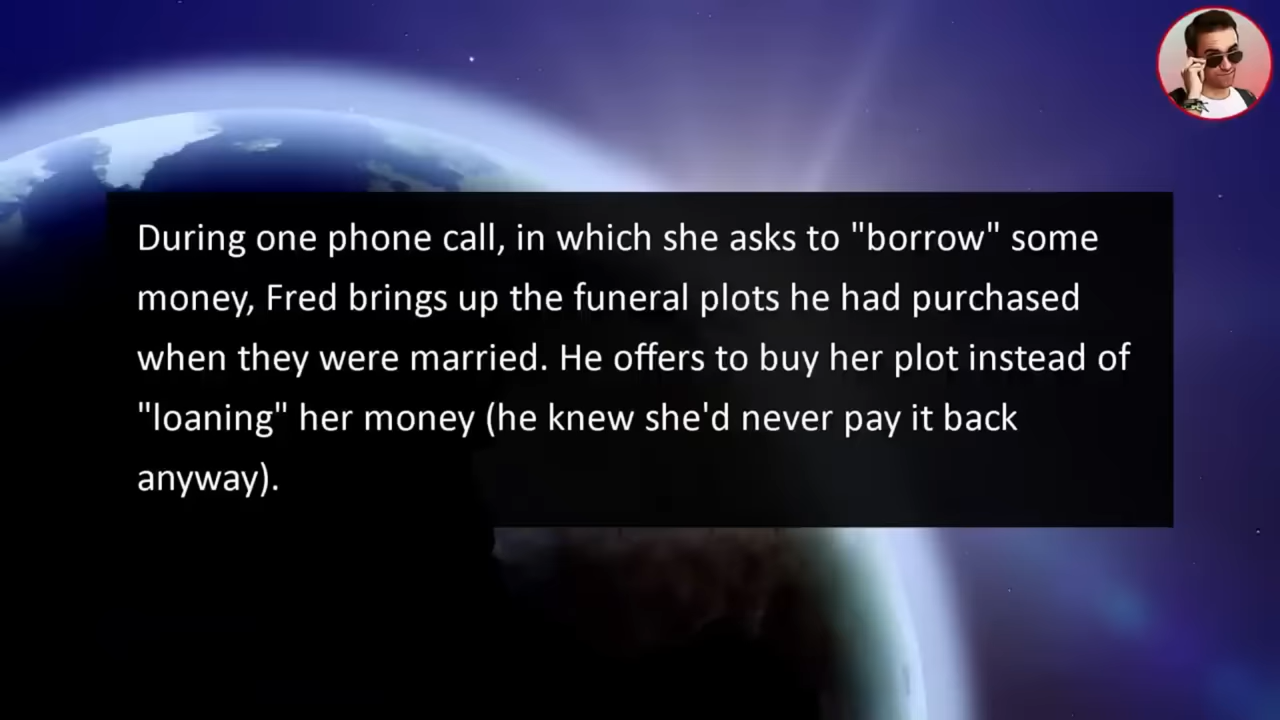 During one phone call, in which she asks to "borrow" some
money, Fred brings up the funeral plots he had purchased
when they were married. He offers to buy her plot instead of
"loaning" her money (he knew she'd never pay it back
anyway).